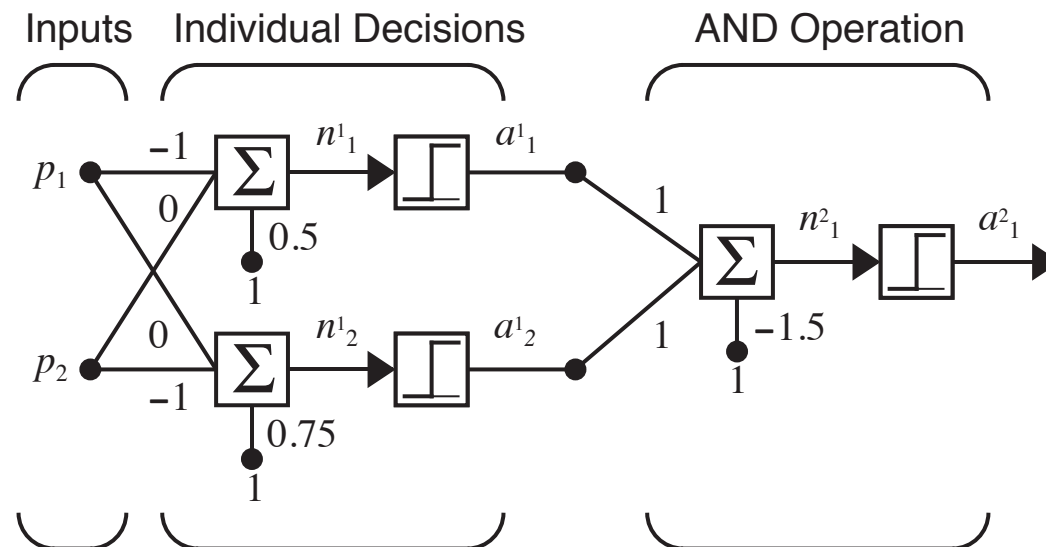 Inputs Individual Decisions AND Operation
−1 n¹₁ a¹₁
p₁ Σ
0 1 n²₁ a²₁
0.5 Σ
1
0 n¹₂ a¹₂ 1 −1.5
p₂ Σ 1
−1
0.75
1